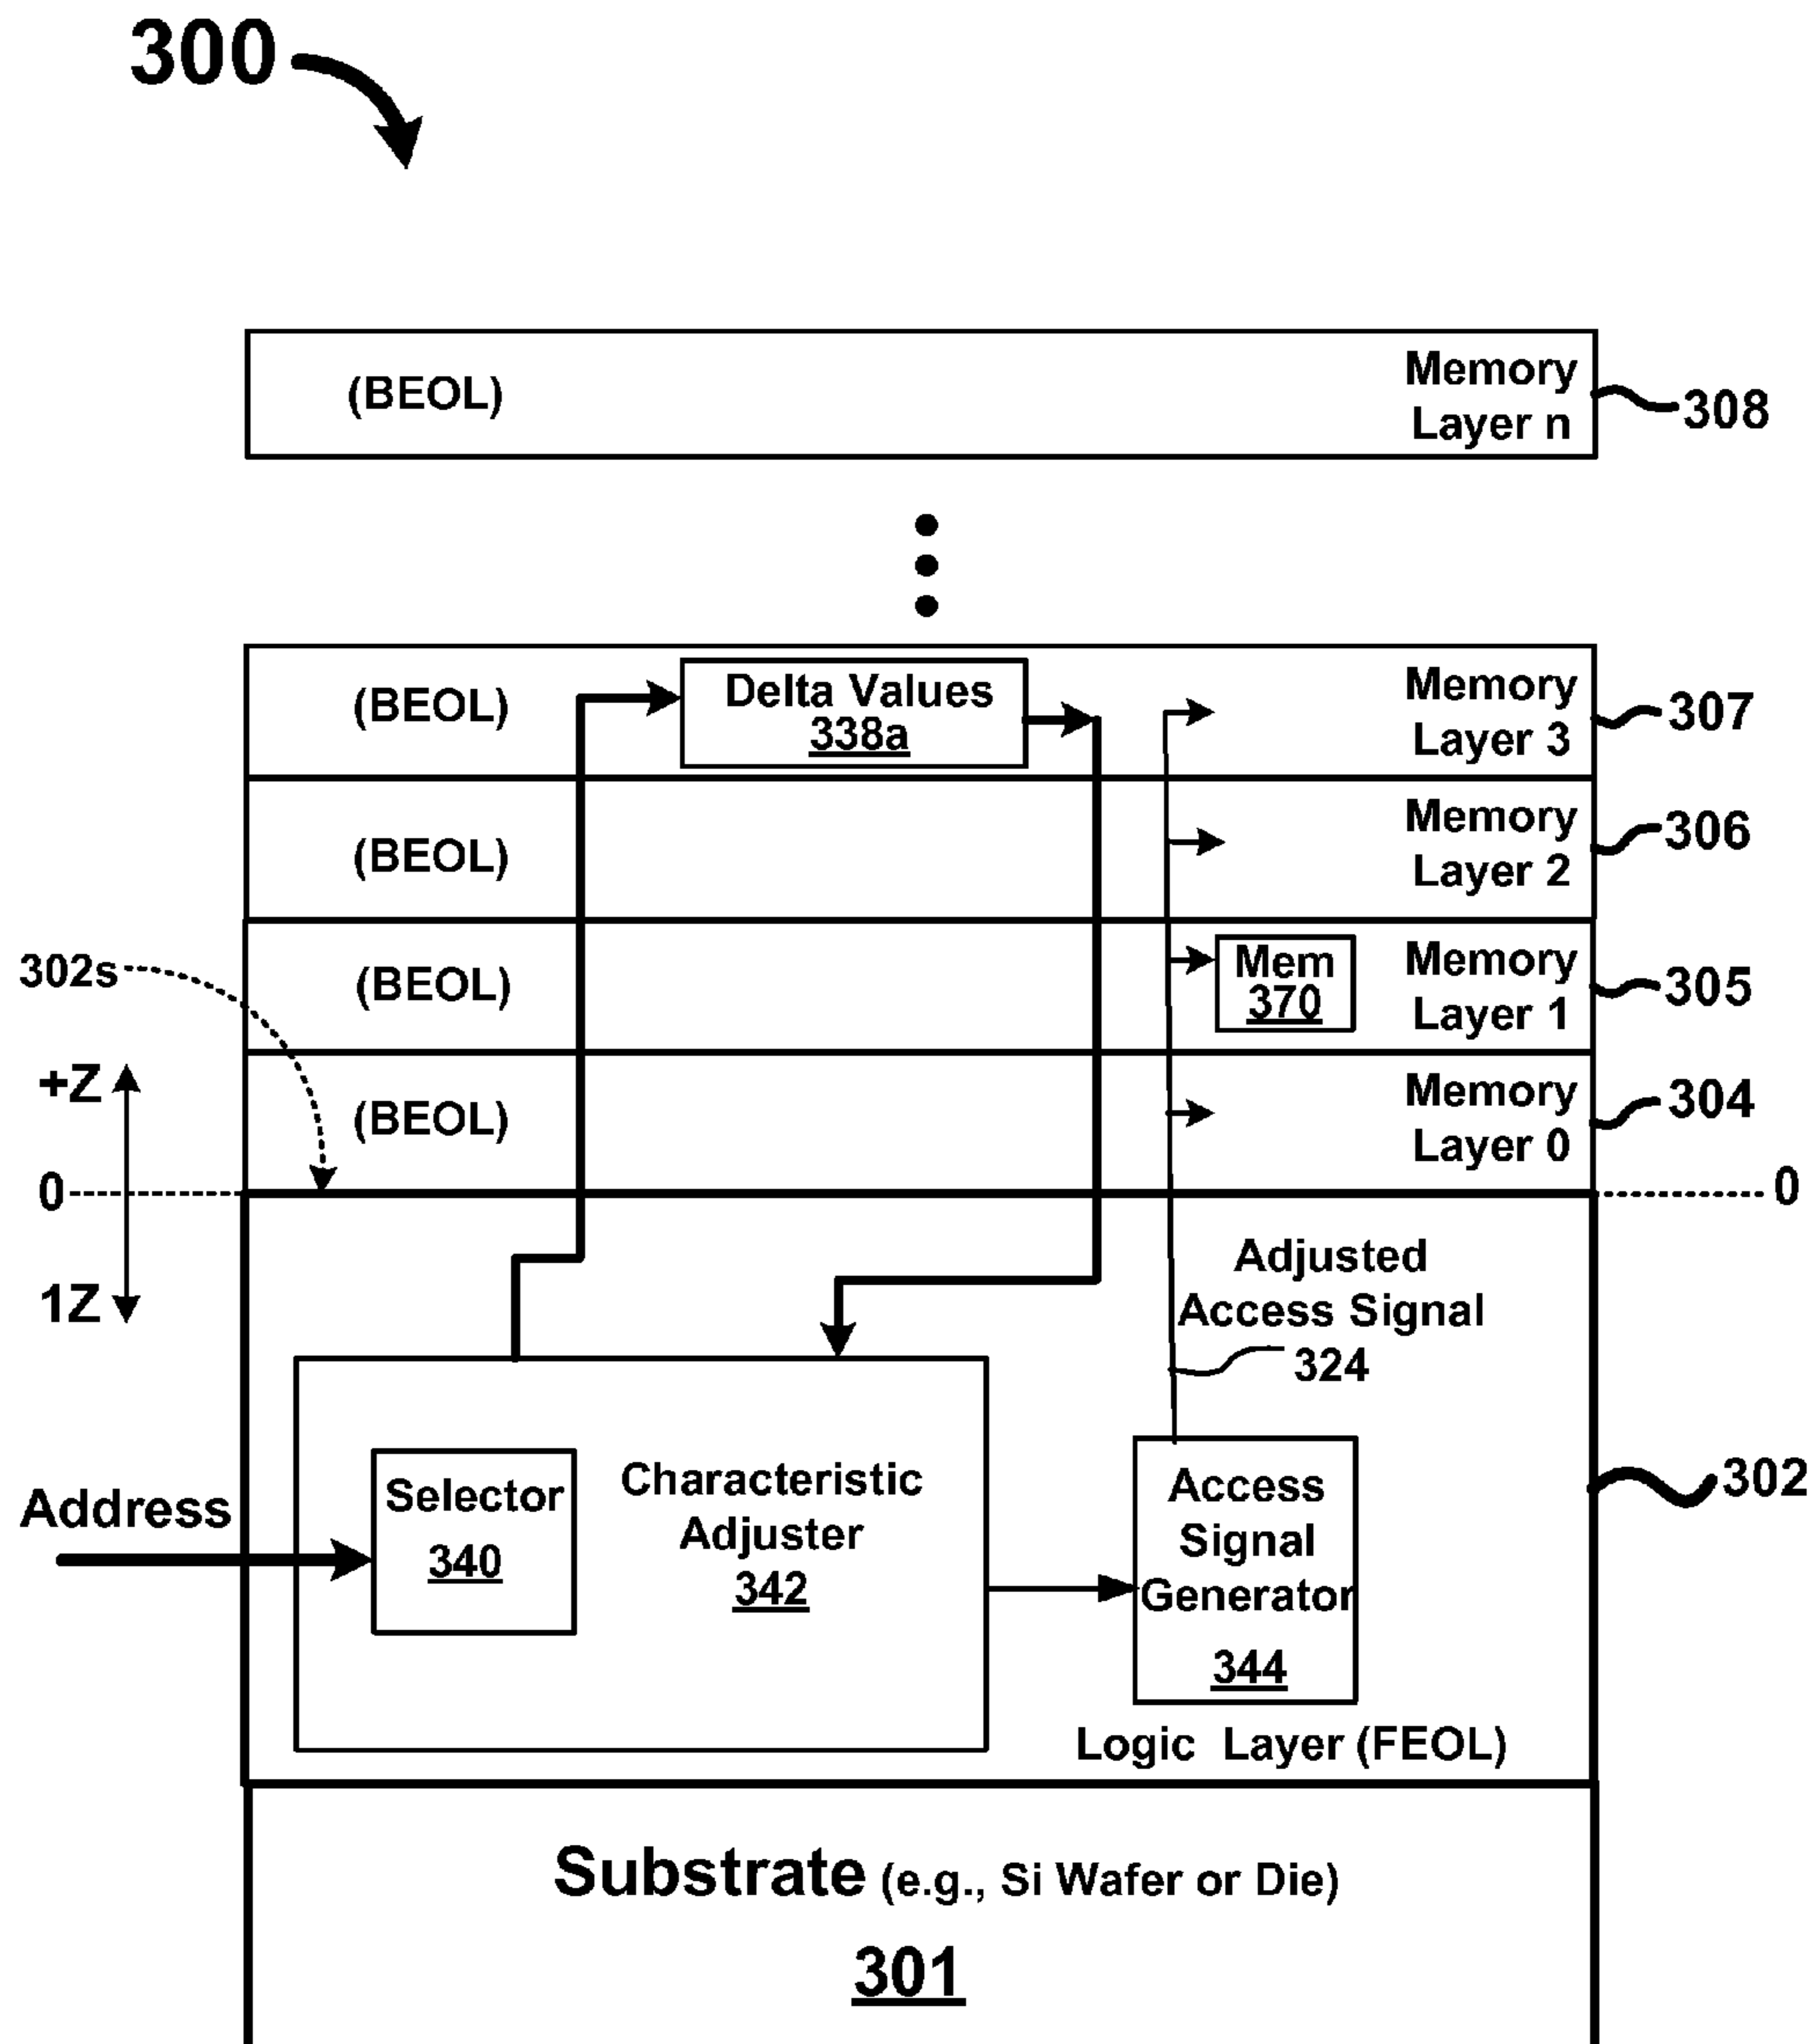 300
(BEOL)
Memory
Layer n
308
(BEOL)
Delta Values
338a
Memory
Layer 3
307
(BEOL)
Memory
Layer 2
306
302s
(BEOL)
Mem
370
Memory
Layer 1
305
+Z
(BEOL)
Memory
Layer 0
304
0
0
1Z
Adjusted
Access Signal
324
Address
Selector
340
Characteristic
Adjuster
342
Access
Signal
Generator
344
302
Logic Layer (FEOL)
Substrate (e.g., Si Wafer or Die)
301